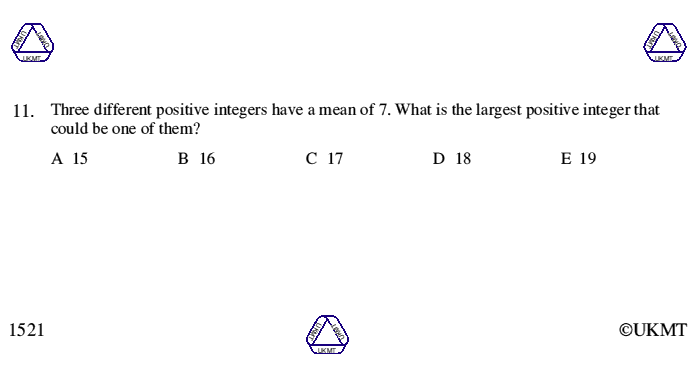 UKMT UKMT UKMT
UKMT UKMT UKMT
11. Three different positive integers have a mean of 7. What is the largest positive integer that
could be one of them?
A 15 B 16 C 17 D 18 E 19
1521
UKMT UKMT UKMT
©UKMT